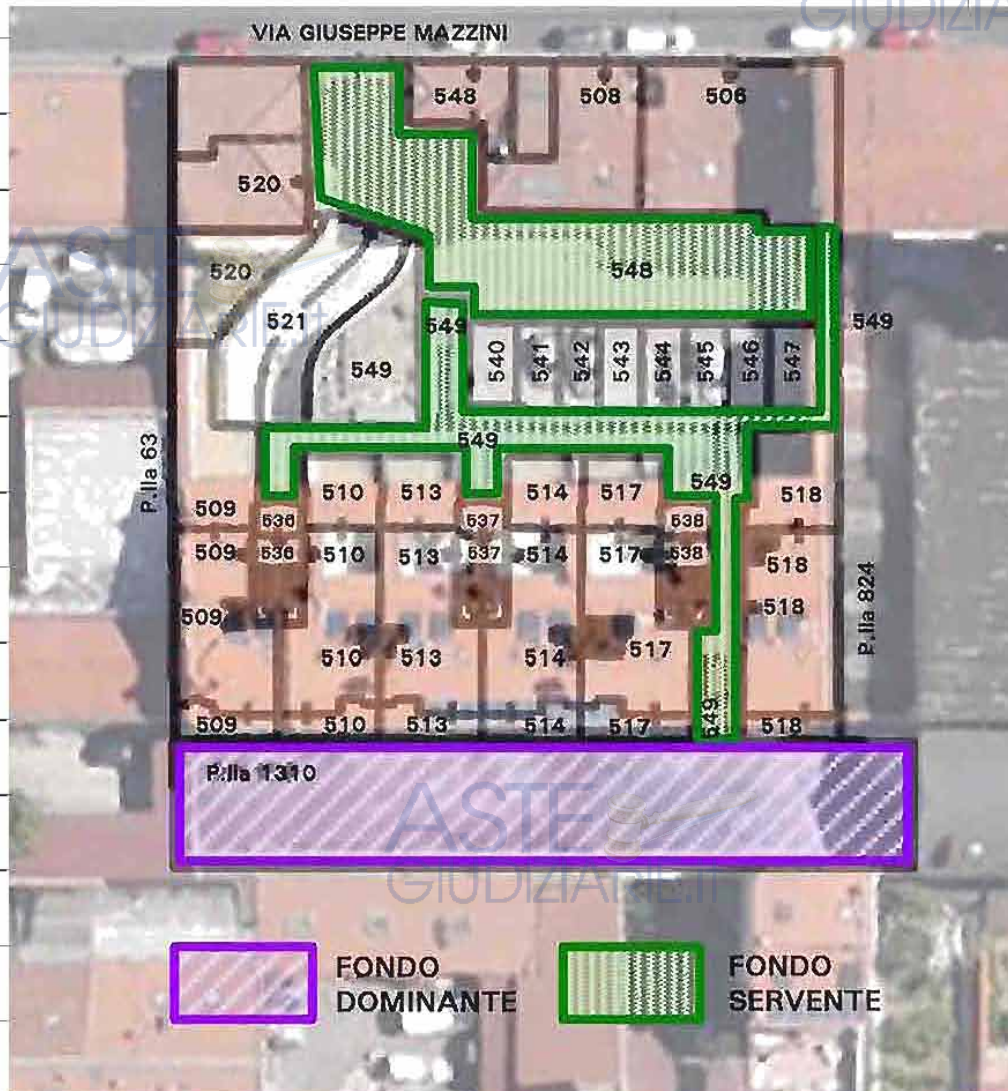 GIUDIZIA
VIA GIUSEPPE MAZZINI
548 508 506
520
520
548
521
549 549
540 541 542 543 544 545 546 547
549
549
P.lla 63
549
510 513 514 517 518
509
536 537 538
509 536 510 513 537 514 517 538 518
518
509
P.lla 824
510 513 514 517
509 510 513 514 517 549 518
P.lla 1310
ASTE
GIUDIZIARIE.it
ASTE
GIUDIZIARIE.it
FONDO
DOMINANTE
FONDO
SERVENTE